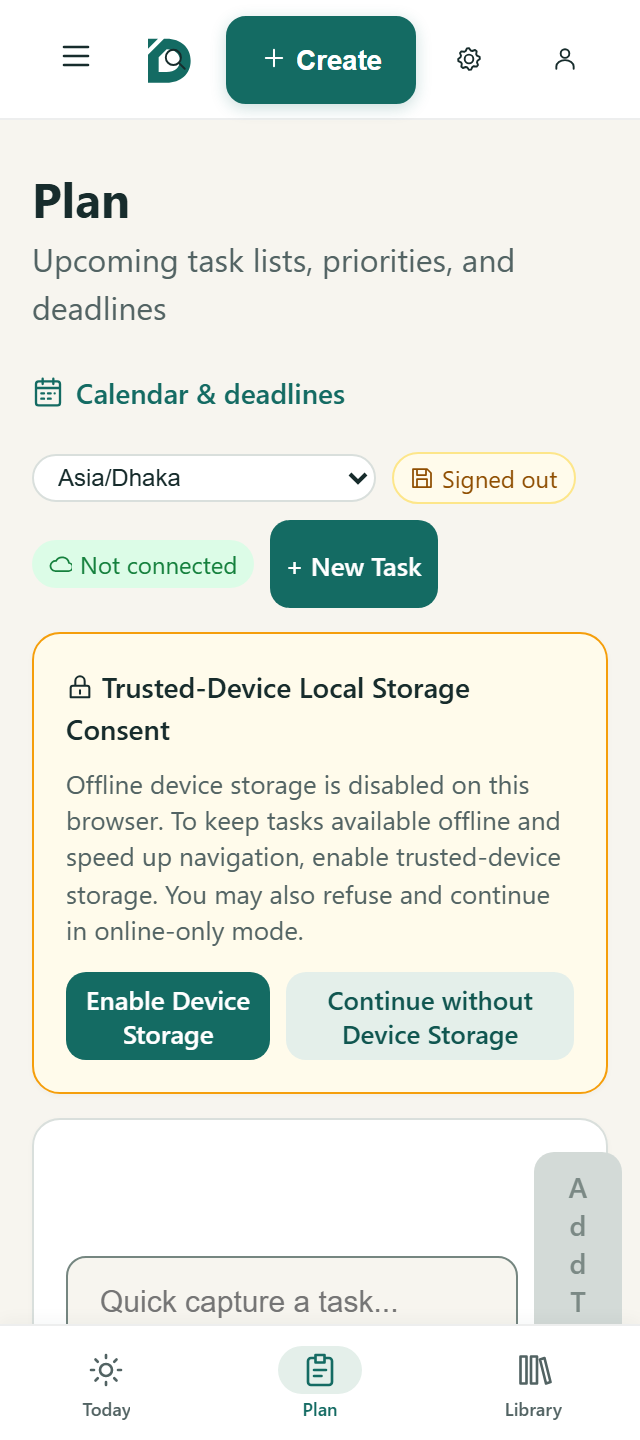 + Create
Plan
Upcoming task lists, priorities, and
deadlines
Calendar & deadlines
Asia/Dhaka
Signed out
Not connected
+ New Task
Trusted-Device Local Storage
Consent
Offline device storage is disabled on this
browser. To keep tasks available offline and
speed up navigation, enable trusted-device
storage. You may also refuse and continue
in online-only mode.
Enable Device
Storage
Continue without
Device Storage
A
d
d
T
Quick capture a task...
Today
Plan
Library